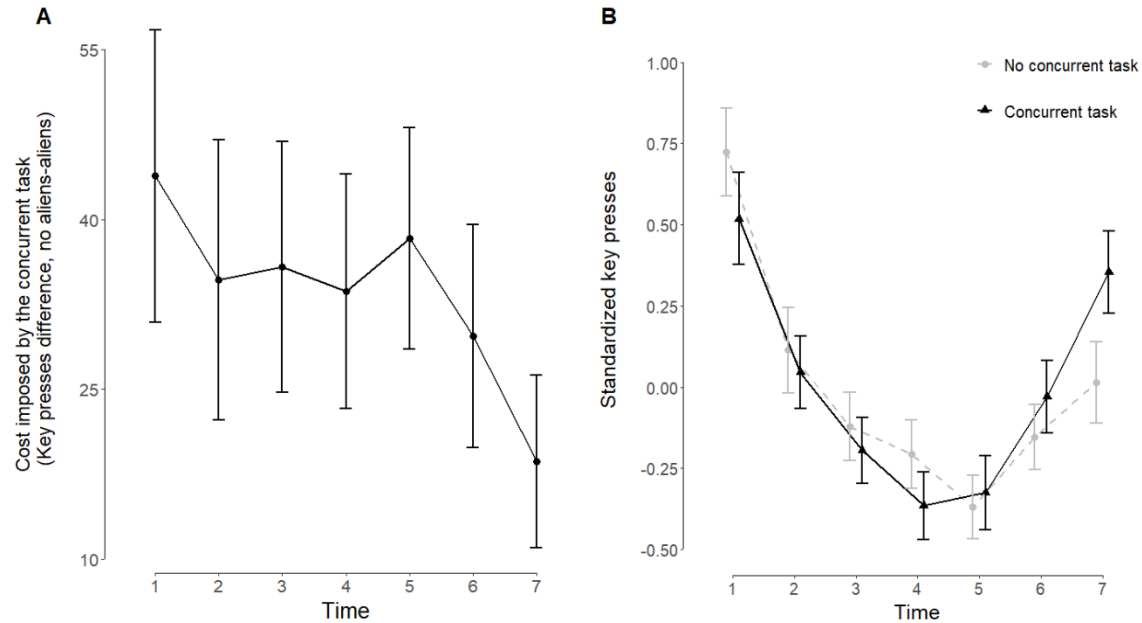 A
Cost imposed by the concurrent task
(Key presses difference, no aliens-aliens)
55
40
25
10
1 2 3 4 5 6 7
Time
B
Standardized key presses
1.00
0.75
0.50
0.25
0.00
-0.25
-0.50
1 2 3 4 5 6 7
Time
No concurrent task
Concurrent task